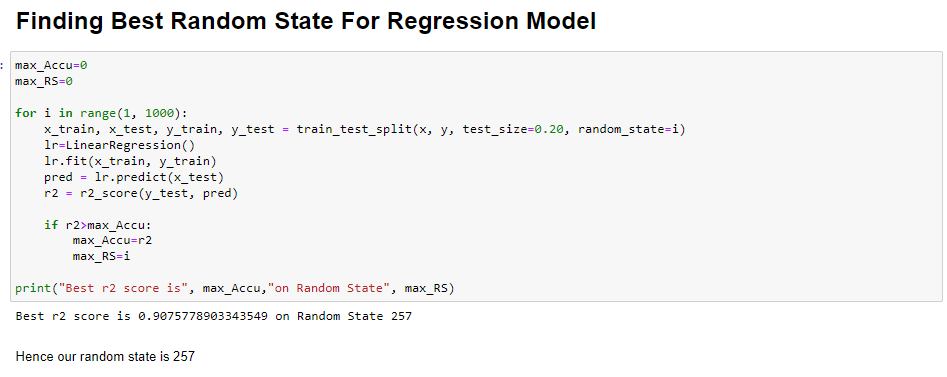 Finding Best Random State For Regression Model
:
max_Accu=0
max_RS=0
for i in range(1, 1000):
    x_train, x_test, y_train, y_test = train_test_split(x, y, test_size=0.20, random_state=i)
    lr=LinearRegression()
    lr.fit(x_train, y_train)
    pred = lr.predict(x_test)
    r2 = r2_score(y_test, pred)
    if r2>max_Accu:
        max_Accu=r2
        max_RS=i
print("Best r2 score is", max_Accu,"on Random State", max_RS)
Best r2 score is 0.9075778903343549 on Random State 257
Hence our random state is 257